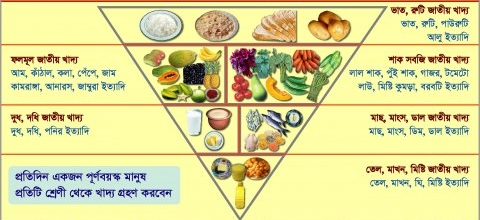 ভাত, রুটি জাতীয় খাদ্য
ভাত, রুটি, পাউরুটি
আলু ইত্যাদি
ফলমূল জাতীয় খাদ্য
আম, কাঁঠাল, কলা, পেঁপে, জাম
কামরাঙ্গা, আনারস, জাম্বুরা ইত্যাদি
শাক সবজি জাতীয় খাদ্য
লাল শাক, পুঁই শাক, গাজর, টমেটো
লাউ, মিষ্টি কুমড়া, বরবটি ইত্যাদি
দুধ, দধি জাতীয় খাদ্য
দুধ, দধি, পনির ইত্যাদি
মাছ, মাংস, ডাল জাতীয় খাদ্য
মাছ, মাংস, ডিম, ডাল ইত্যাদি
তেল, মাখন, মিষ্টি জাতীয় খাদ্য
তেল, মাখন, ঘি, মিষ্টি ইত্যাদি
প্রতিদিন একজন পূর্ণবয়স্ক মানুষ
প্রতিটি শ্রেণী থেকে খাদ্য গ্রহণ করবেন